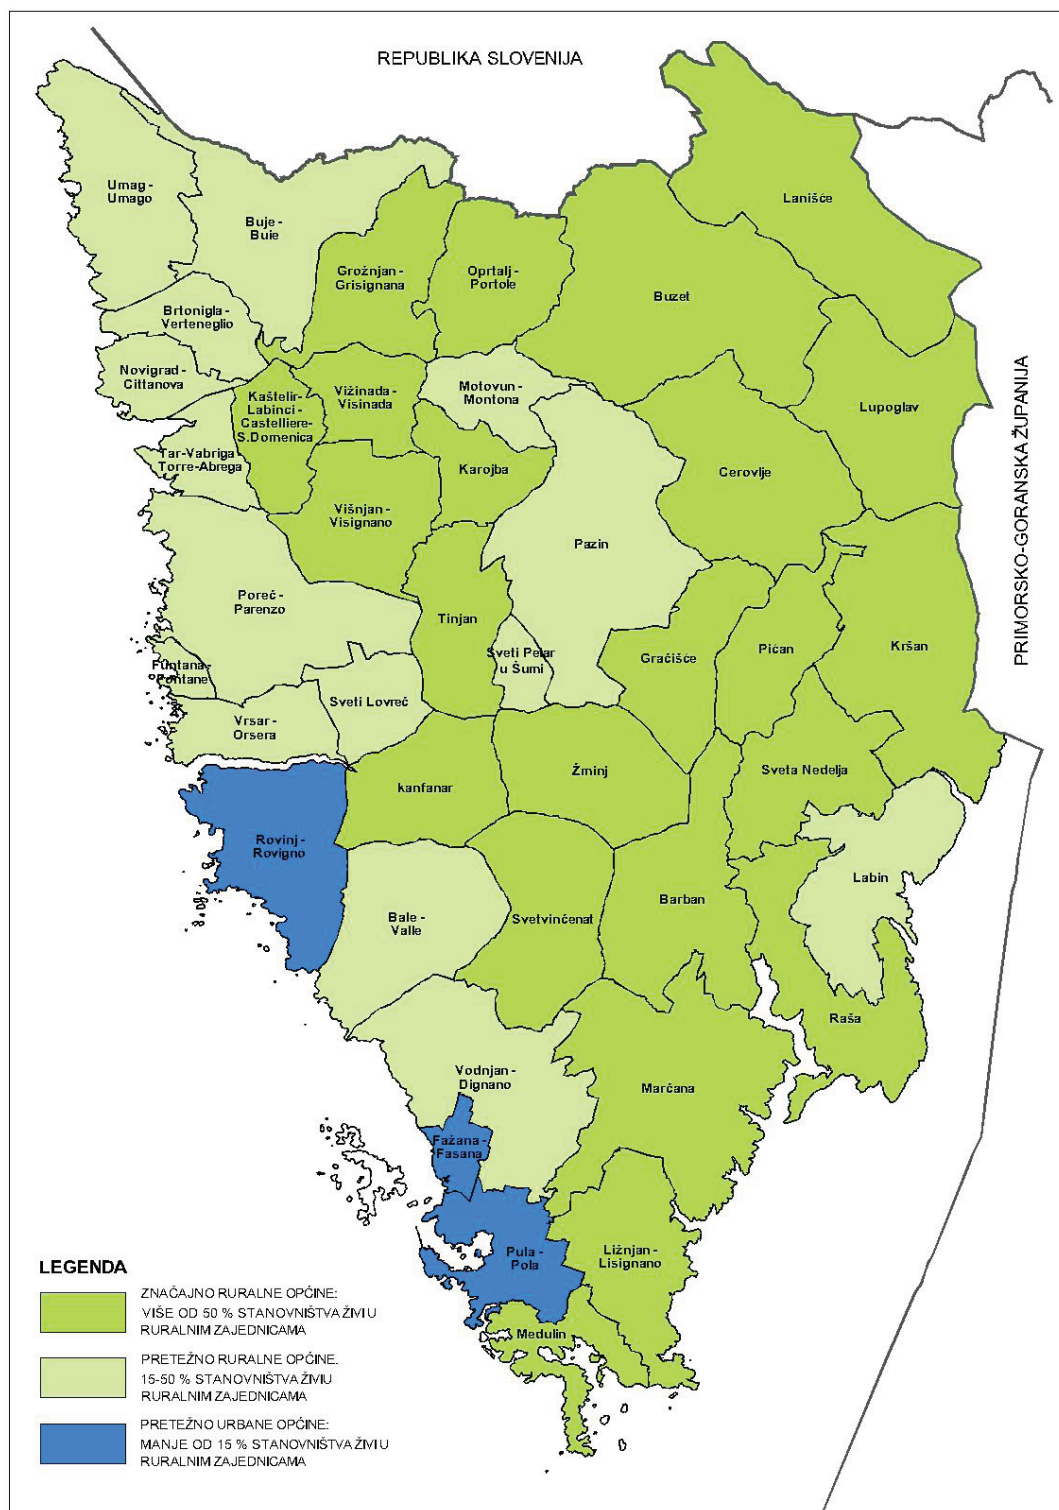 REPUBLIKA SLOVENIJA
Umag -
Umago
Buje -
Buie
Lanišće
Grožnjan -
Grisignana
Oprtalj -
Portole
Buzet
Brtonigla -
Verteneglio
Novigrad -
Cittanova
Kaštelir-
Labinci -
Castelliere-
S.Domenica
Vižinada -
Visinada
Motovun -
Montona
Lupoglav
PRIMORSKO-GORANSKA ŽUPANIJA
Tar-Vabriga
Torre-Abrega
Karojba
Cerovlje
Višnjan -
Visignano
Pazin
Poreč -
Parenzo
Tinjan
Funtana -
Fontane
Sveti Petar
u Šumi
Gračišće
Pićan
Kršan
Sveti Lovreč
Vrsar -
Orsera
Kanfanar
Žminj
Sveta Nedelja
Rovinj -
Rovigno
Labin
Bale -
Valle
Svetvinčenat
Barban
Raša
Vodnjan -
Dignano
Marčana
Fažana -
Fasana
Pula -
Pola
Ližnjan -
Lisignano
Medulin
LEGENDA
ZNAČAJNO RURALNE OPĆINE:
VIŠE OD 50 % STANOVNIŠTVA ŽIVI U
RURALNIM ZAJEDNICAMA
PRETEŽNO RURALNE OPĆINE.
15-50 % STANOVNIŠTVA ŽIVI U
RURALNIM ZAJEDNICAMA
PRETEŽNO URBANE OPĆINE:
MANJE OD 15 % STANOVNIŠTVA ŽIVI U
RURALNIM ZAJEDNICAMA